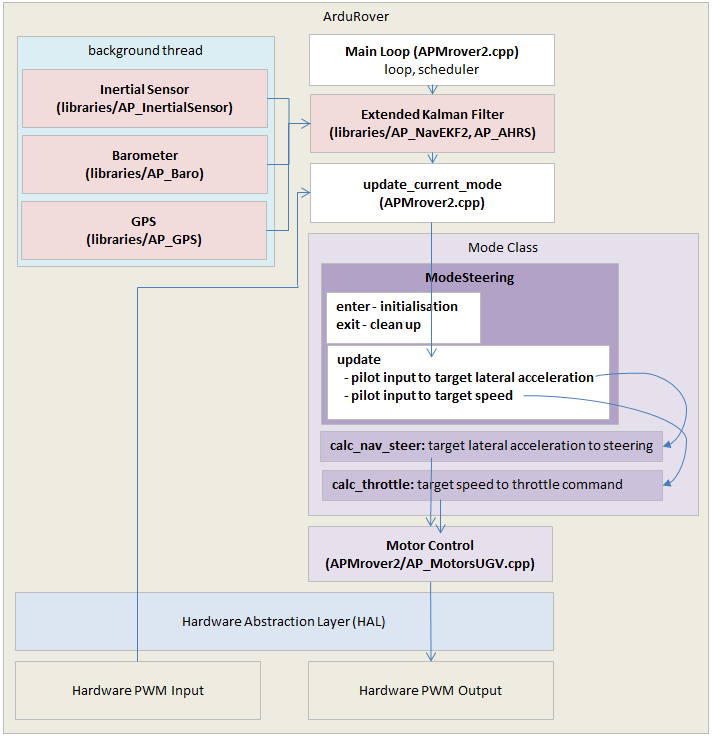 ArduRover
background thread
Inertial Sensor
(libraries/AP_InertialSensor)
Barometer
(libraries/AP_Baro)
GPS
(libraries/AP_GPS)
Main Loop (APMrover2.cpp)
loop, scheduler
Extended Kalman Filter
(libraries/AP_NavEKF2, AP_AHRS)
update_current_mode
(APMrover2.cpp)
Mode Class
ModeSteering
enter - initialisation
exit - clean up
update
- pilot input to target lateral acceleration
- pilot input to target speed
calc_nav_steer: target lateral acceleration to steering
calc_throttle: target speed to throttle command
Motor Control
(APMrover2/AP_MotorsUGV.cpp)
Hardware Abstraction Layer (HAL)
Hardware PWM Input
Hardware PWM Output